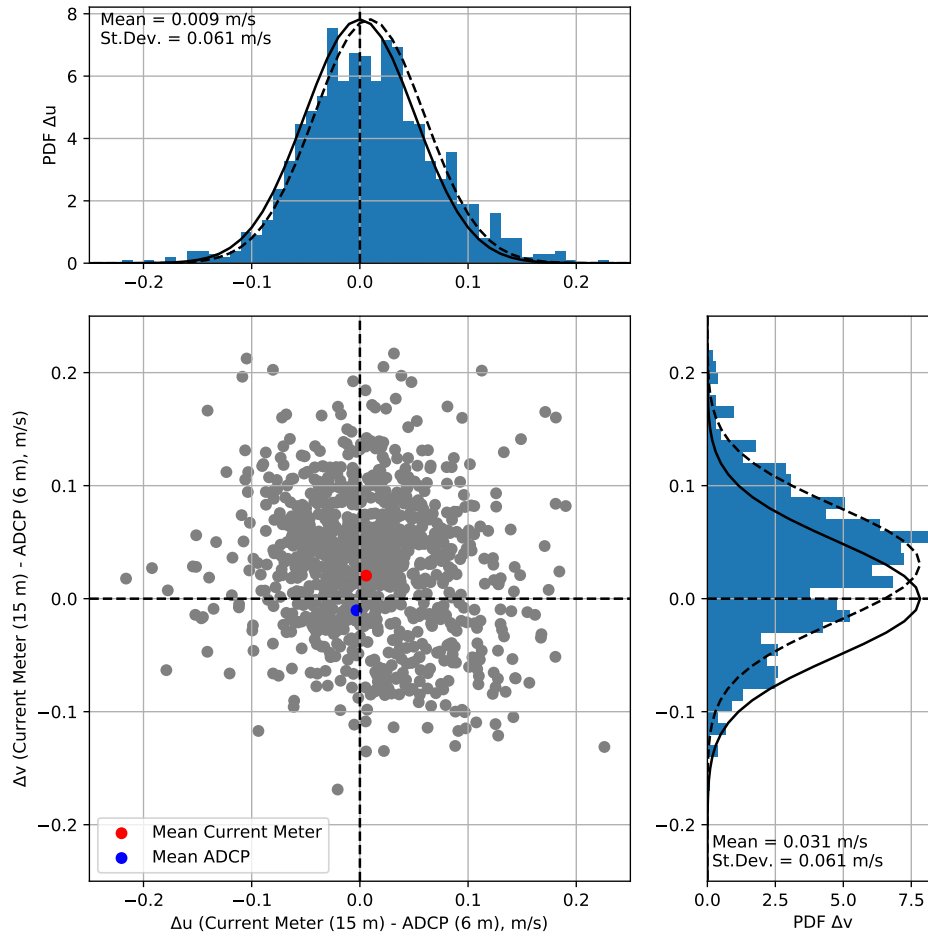 Mean = 0.009 m/s
St.Dev. = 0.061 m/s
PDF Δu
8
6
4
2
0
−0.2 −0.1 0.0 0.1 0.2
Δv (Current Meter (15 m) - ADCP (6 m), m/s)
0.2
0.1
0.0
−0.1
−0.2
Mean Current Meter
Mean ADCP
−0.2 −0.1 0.0 0.1 0.2
Δu (Current Meter (15 m) - ADCP (6 m), m/s)
0.2
0.1
0.0
−0.1
−0.2
Mean = 0.031 m/s
St.Dev. = 0.061 m/s
0.0 2.5 5.0 7.5
PDF Δv